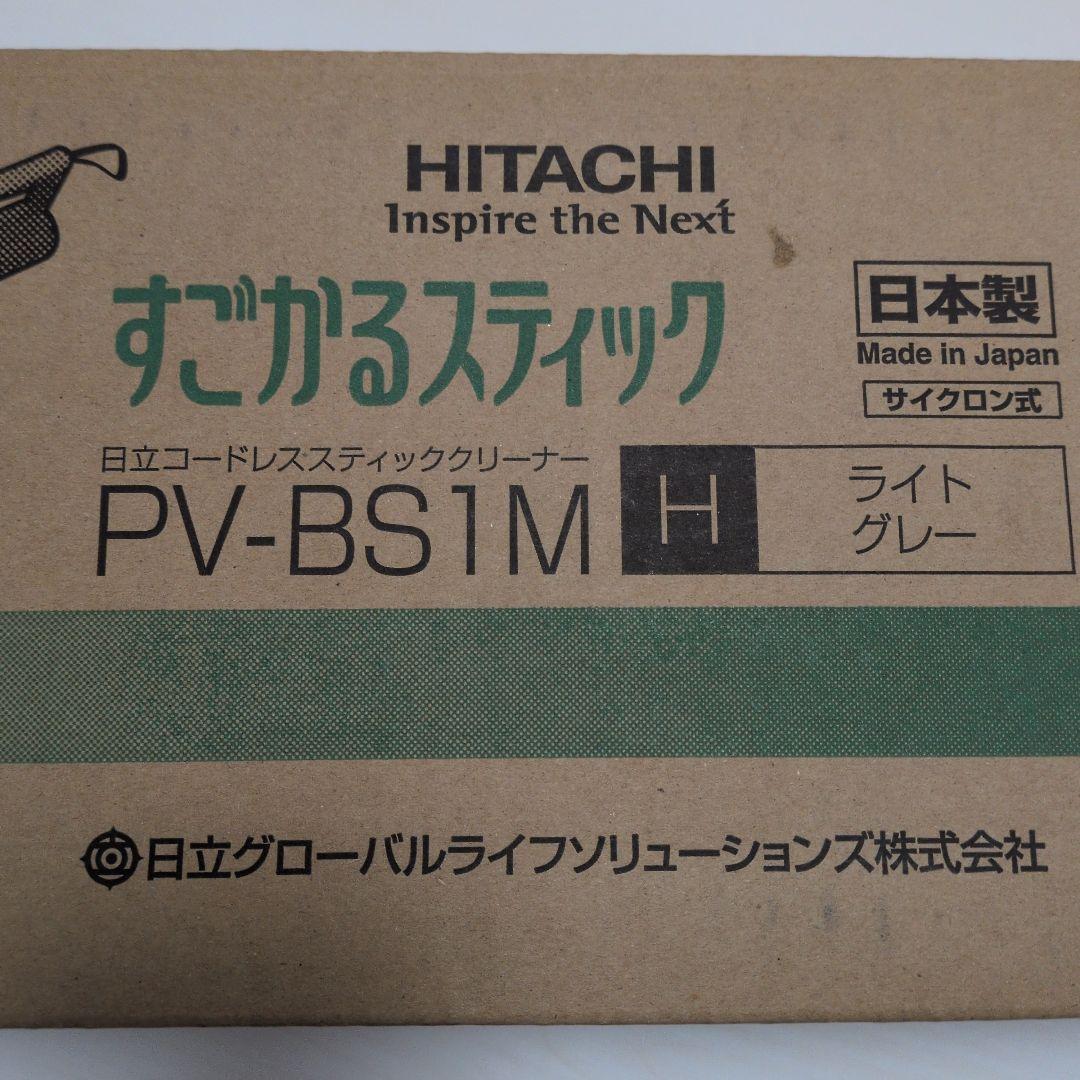 HITACHI
Inspire the Next
すごかるスティック
日本製
Made in Japan
サイクロン式
日立コードレススティッククリーナー
PV-BS1M
H
ライト
グレー
日立グローバルライフソリューションズ株式会社